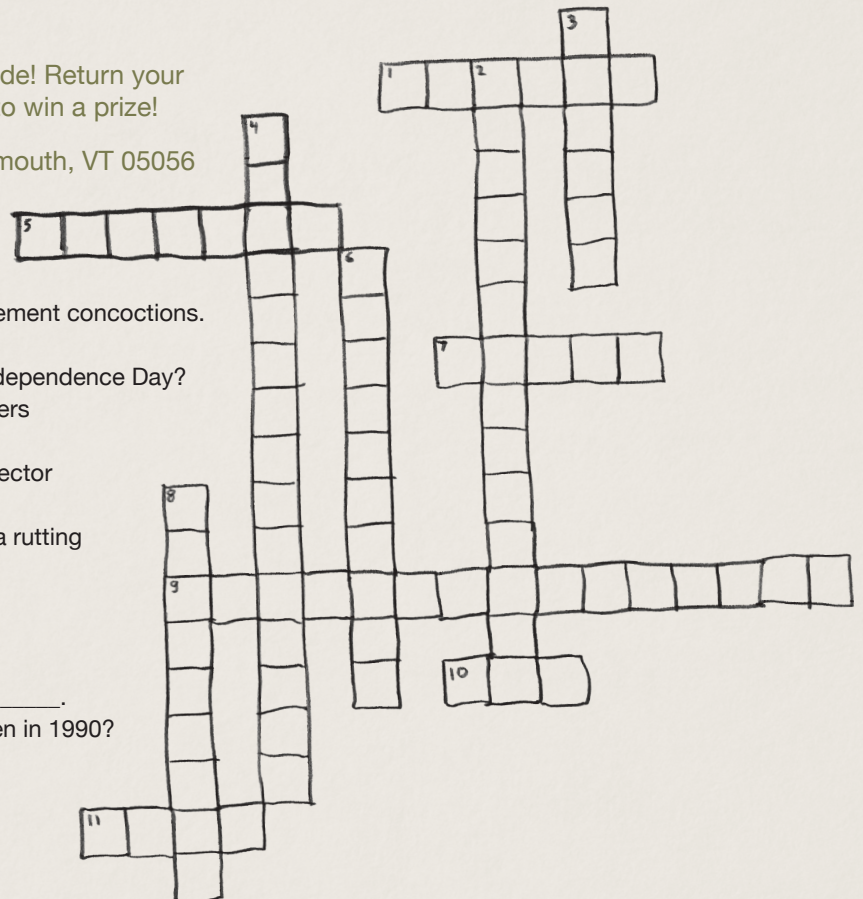 de! Return your
o win a prize!
mouth, VT 05056
ement concoctions.
dependence Day?
ers
ector
a rutting
_____.
en in 1990?
1
2
3
4
5
6
7
8
9
10
11